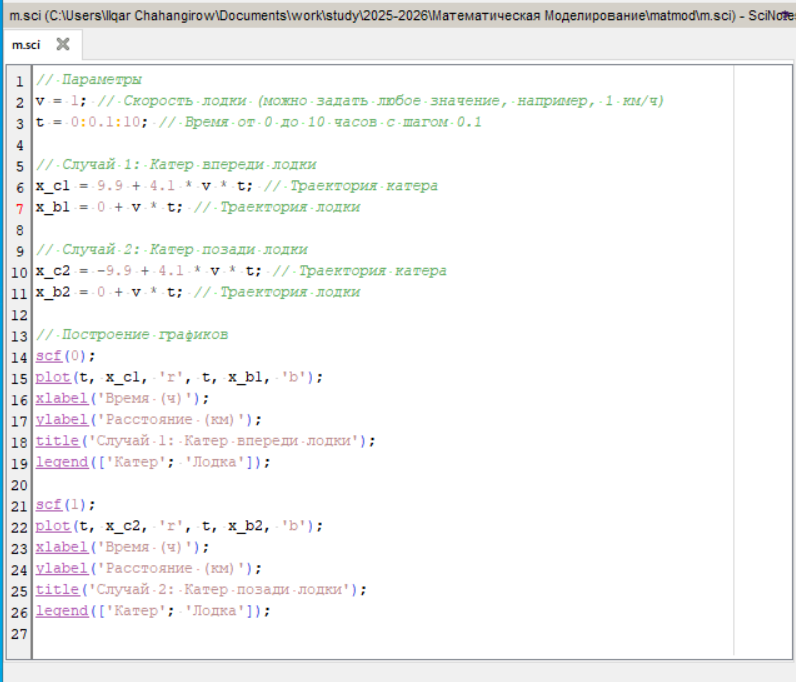 m.sci (C:\Users\Ilqar Chahangirow\Documents\work\study\2025-2026\Математическая Моделирование\matmod\m.sci) - SciNotes
m.sci
1 // Параметры
2 v = 1; // Скорость лодки (можно задать любое значение, например, 1 км/ч)
3 t = 0:0.1:10; // Время от 0 до 10 часов с шагом 0.1
4
5 // Случай 1: Катер впереди лодки
6 x_c1 = 9.9 + 4.1 * v * t; // Траектория катера
7 x_b1 = 0 + v * t; // Траектория лодки
8
9 // Случай 2: Катер позади лодки
10 x_c2 = -9.9 + 4.1 * v * t; // Траектория катера
11 x_b2 = 0 + v * t; // Траектория лодки
12
13 // Построение графиков
14 scf(0);
15 plot(t, x_c1, 'r', t, x_b1, 'b');
16 xlabel('Время (ч)');
17 ylabel('Расстояние (км)');
18 title('Случай 1: Катер впереди лодки');
19 legend(['Катер'; 'Лодка']);
20
21 scf(1);
22 plot(t, x_c2, 'r', t, x_b2, 'b');
23 xlabel('Время (ч)');
24 ylabel('Расстояние (км)');
25 title('Случай 2: Катер позади лодки');
26 legend(['Катер'; 'Лодка']);
27